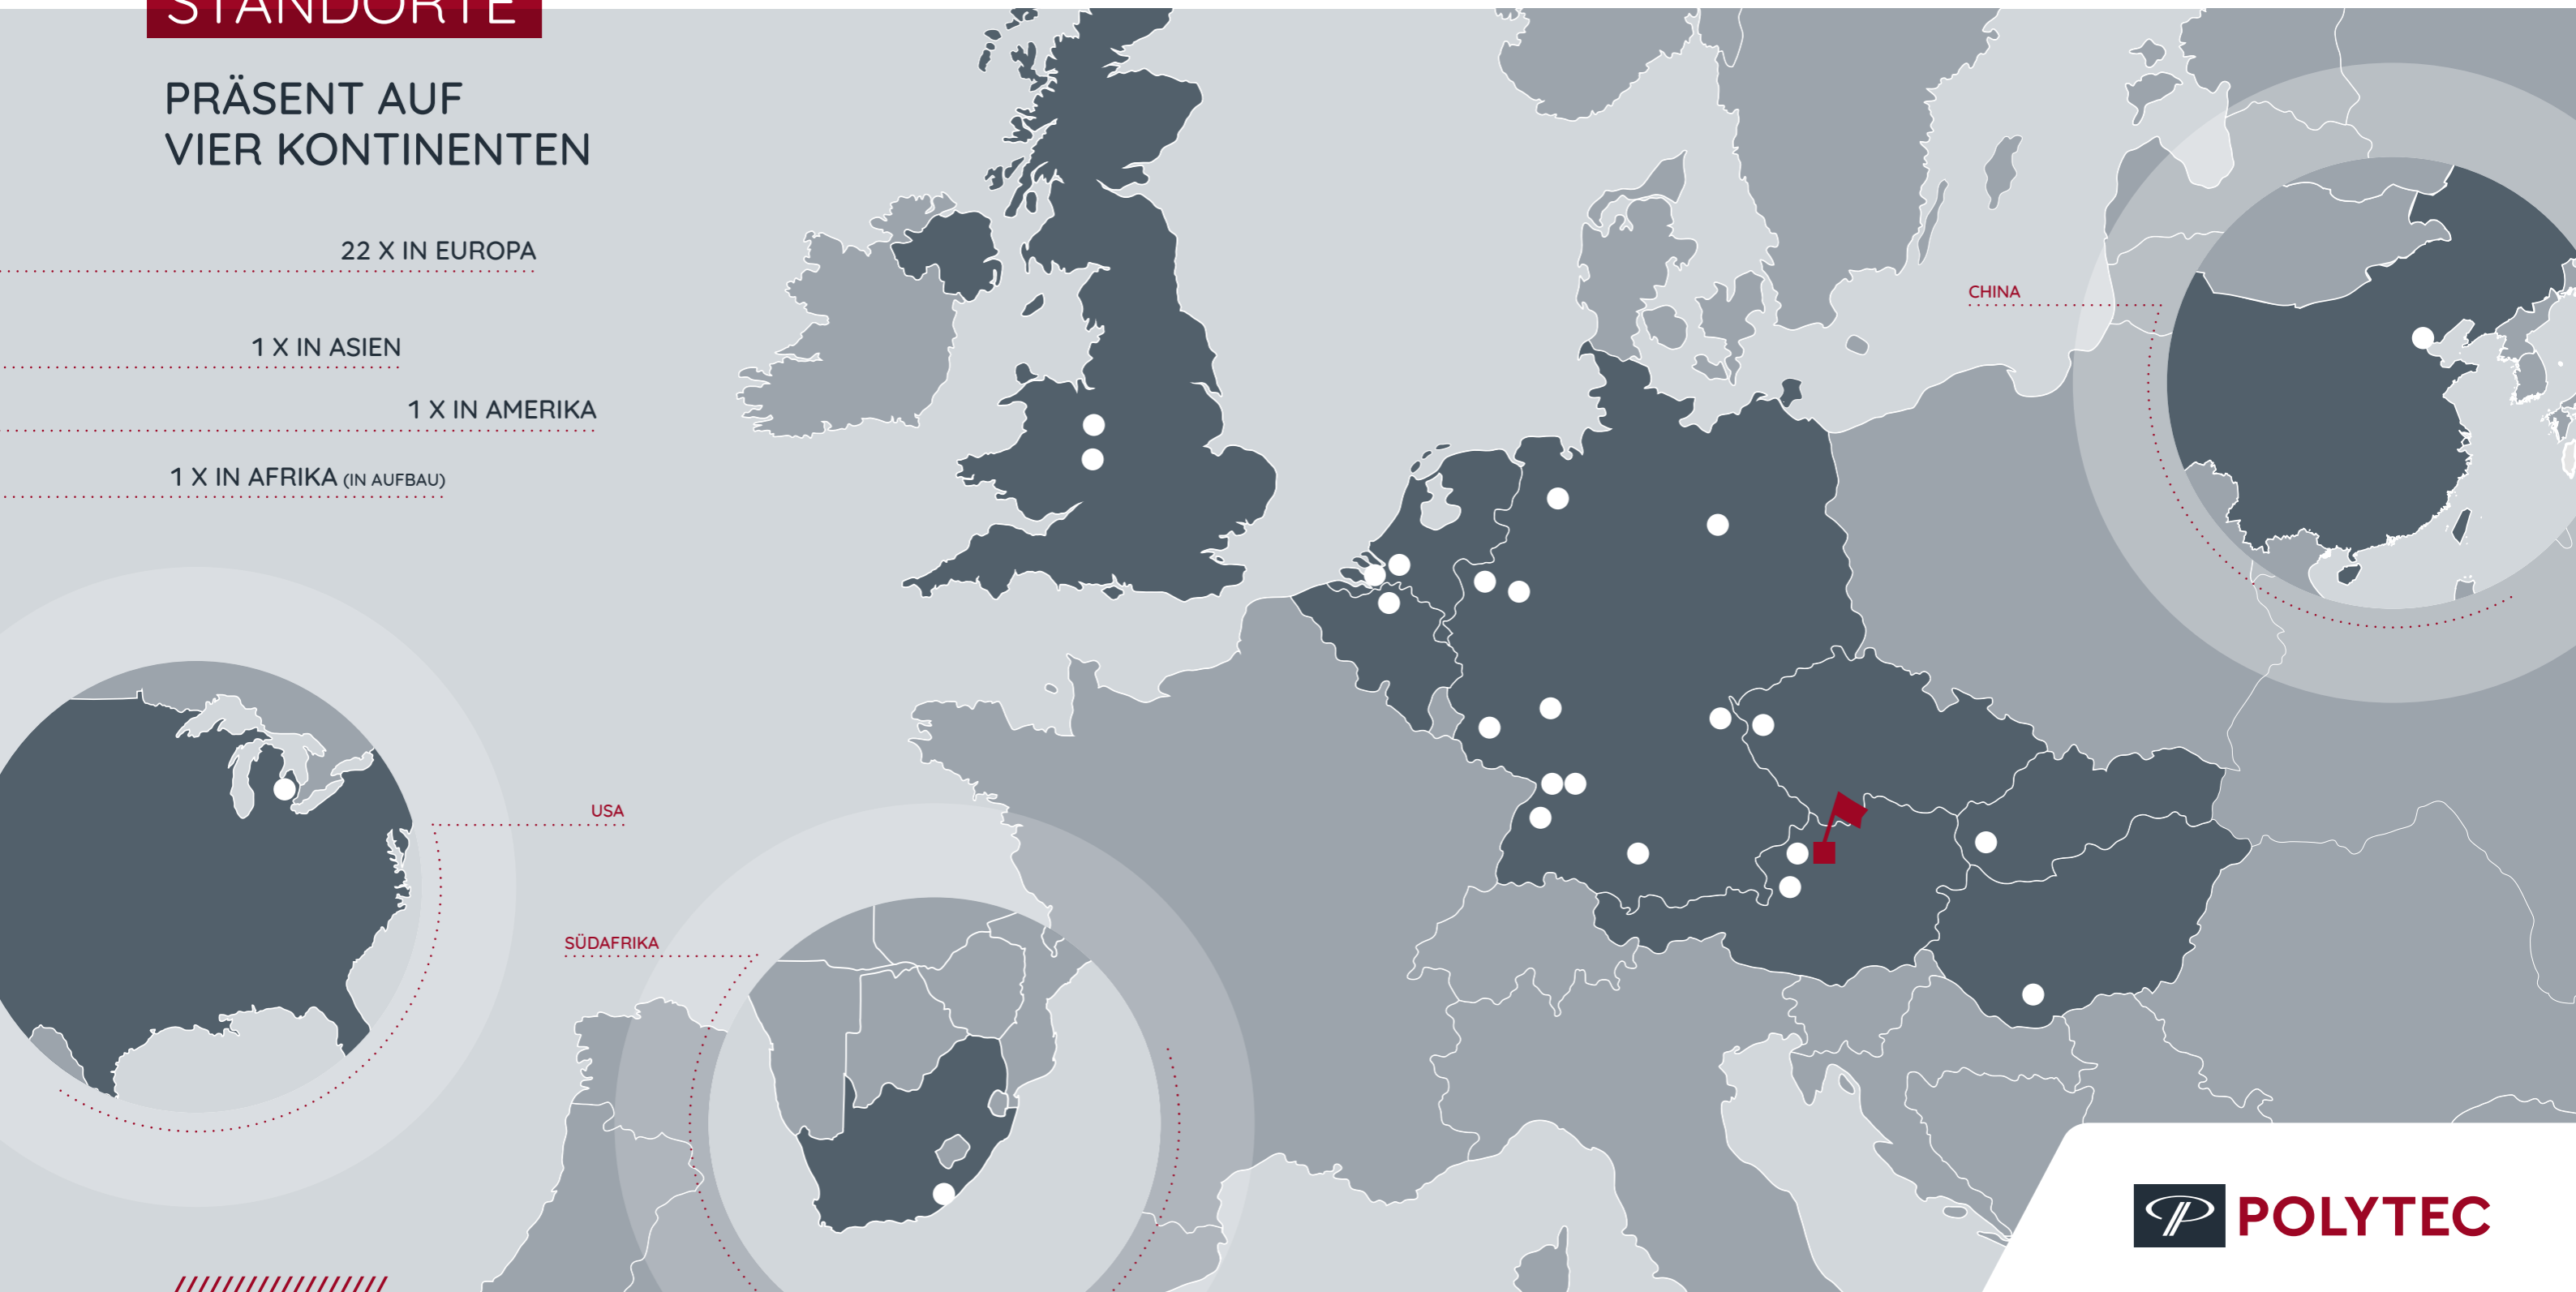 STANDORTE
PRÄSENT AUF
VIER KONTINENTEN
22 X IN EUROPA
1 X IN ASIEN
1 X IN AMERIKA
1 X IN AFRIKA (IN AUFBAU)
CHINA
USA
SÜDAFRIKA
POLYTEC